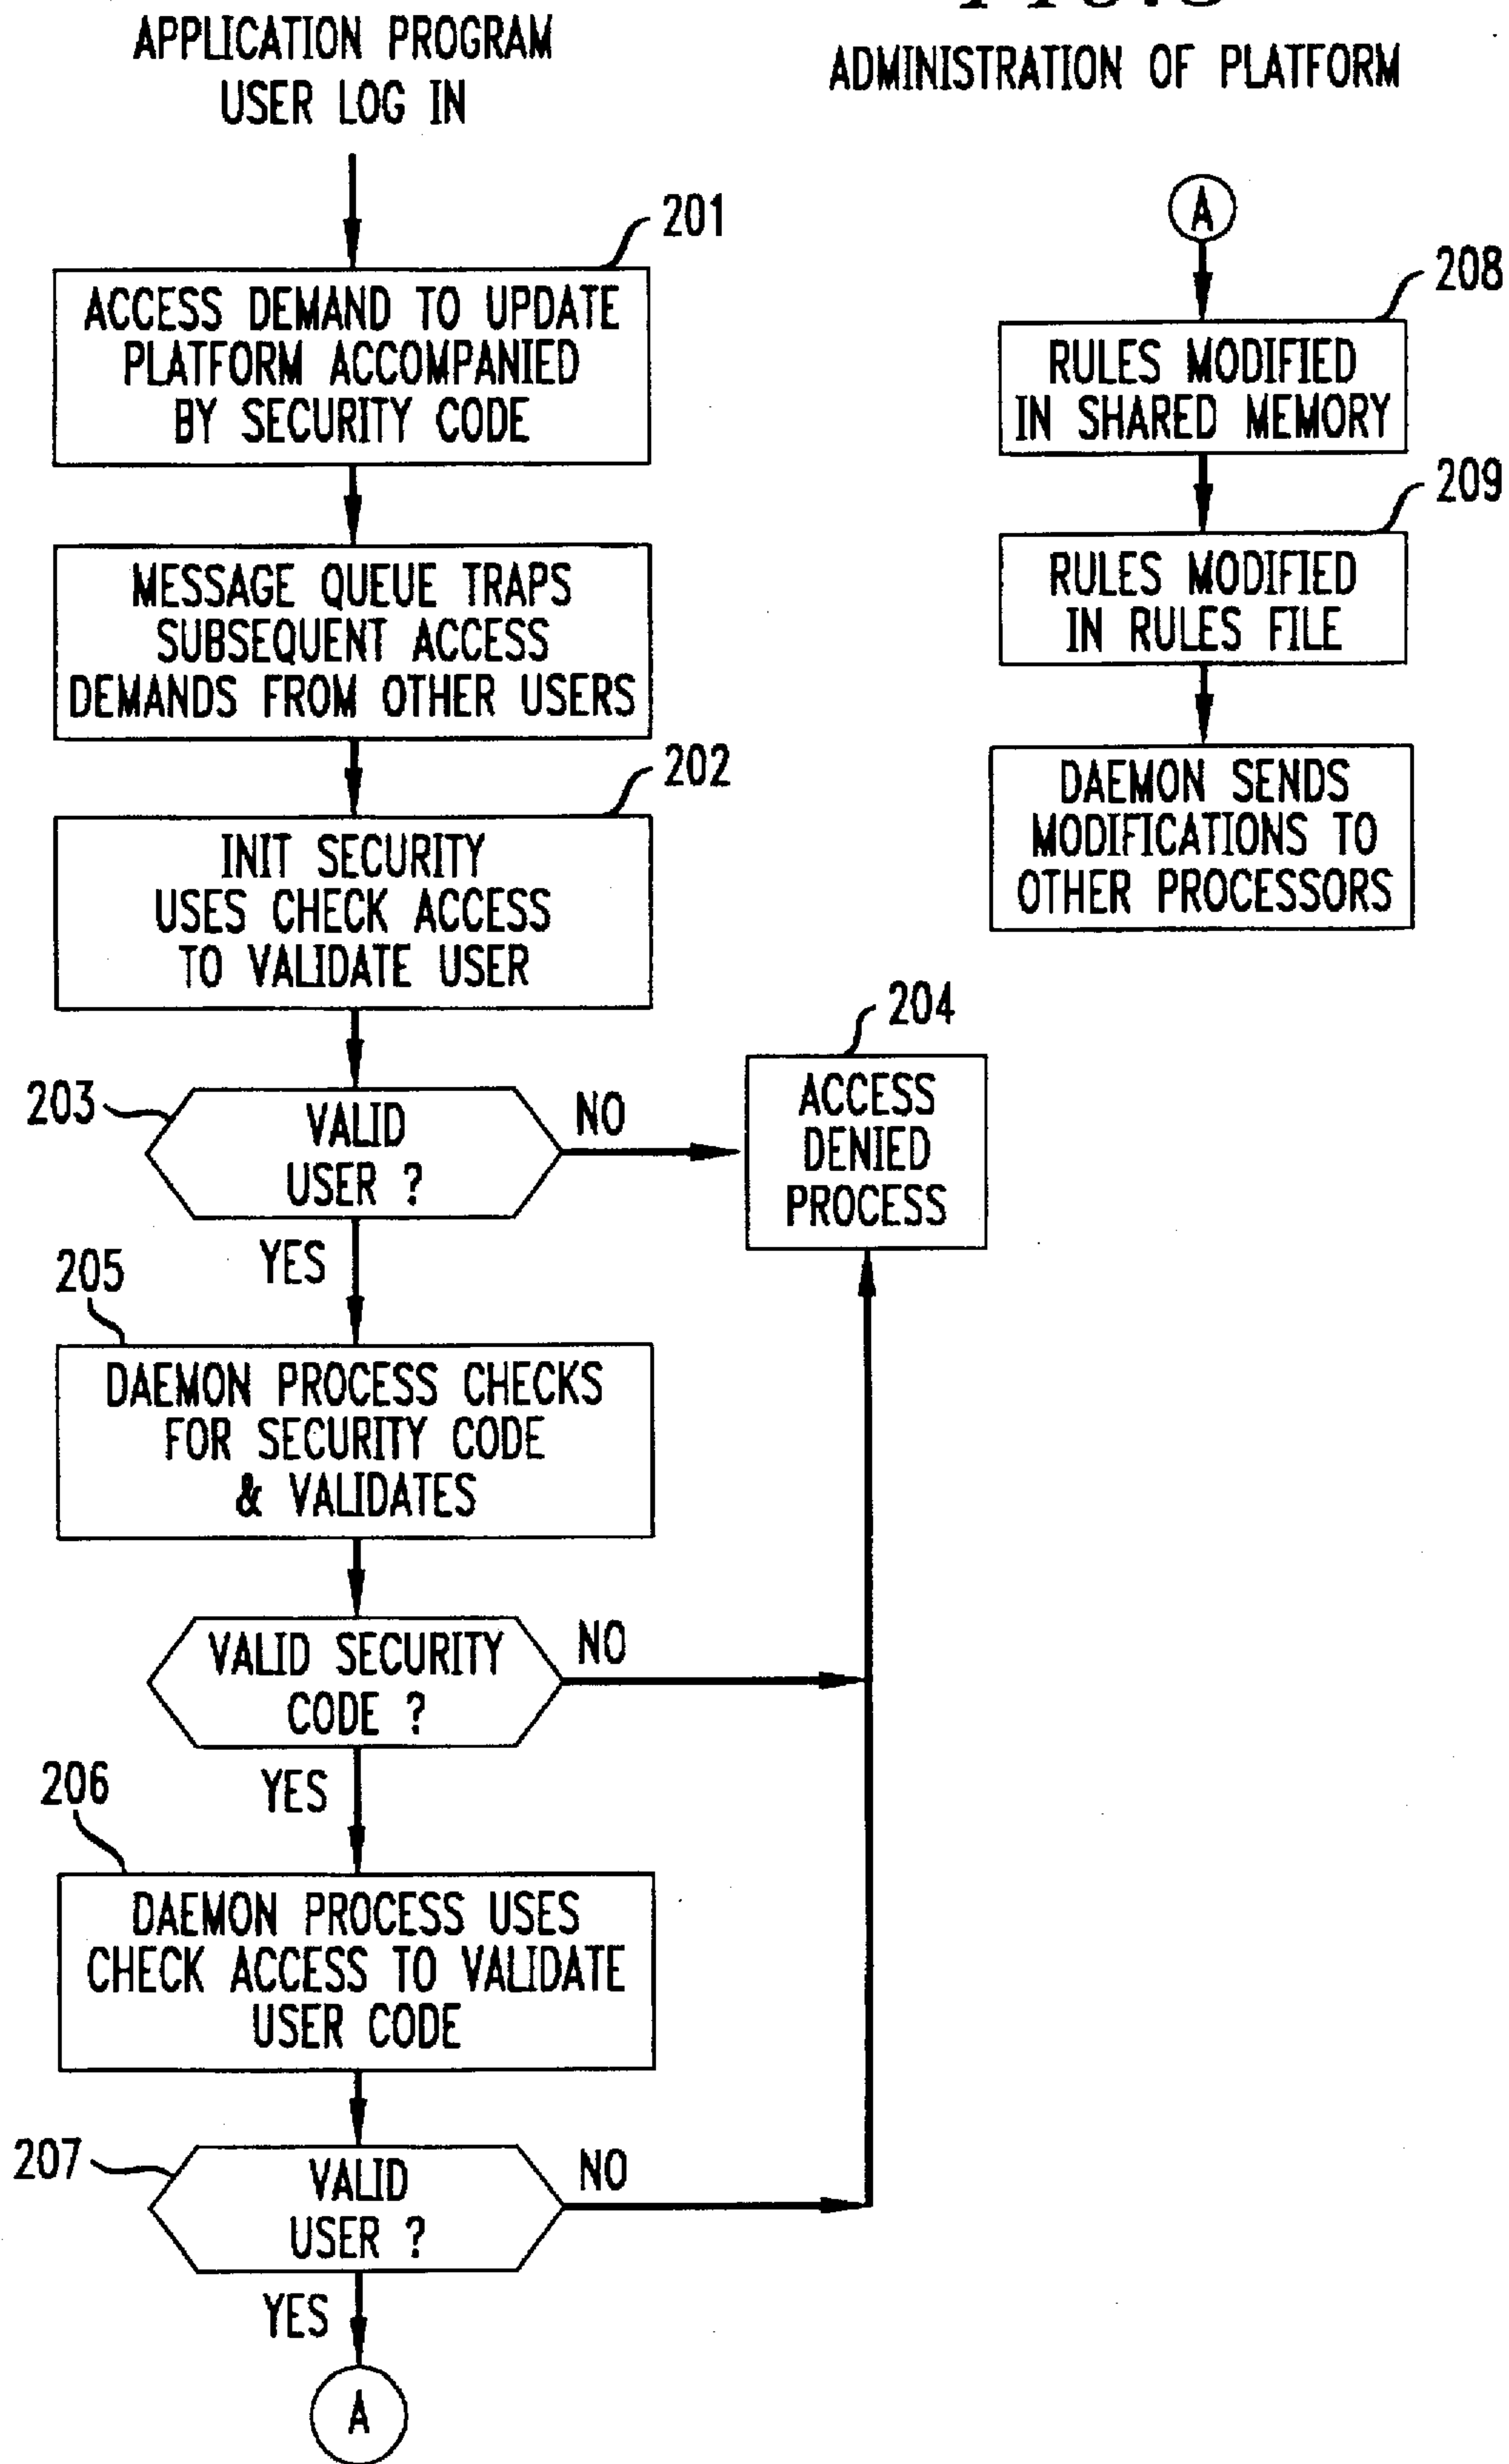 APPLICATION PROGRAM
USER LOG IN
ADMINISTRATION OF PLATFORM
201
ACCESS DEMAND TO UPDATE
PLATFORM ACCOMPANIED
BY SECURITY CODE
MESSAGE QUEUE TRAPS
SUBSEQUENT ACCESS
DEMANDS FROM OTHER USERS
202
INIT SECURITY
USES CHECK ACCESS
TO VALIDATE USER
203
VALID
USER ?
NO
YES
204
ACCESS
DENIED
PROCESS
205
DAEMON PROCESS CHECKS
FOR SECURITY CODE
& VALIDATES
VALID SECURITY
CODE ?
NO
YES
206
DAEMON PROCESS USES
CHECK ACCESS TO VALIDATE
USER CODE
207
VALID
USER ?
NO
YES
A
A
208
RULES MODIFIED
IN SHARED MEMORY
209
RULES MODIFIED
IN RULES FILE
DAEMON SENDS
MODIFICATIONS TO
OTHER PROCESSORS